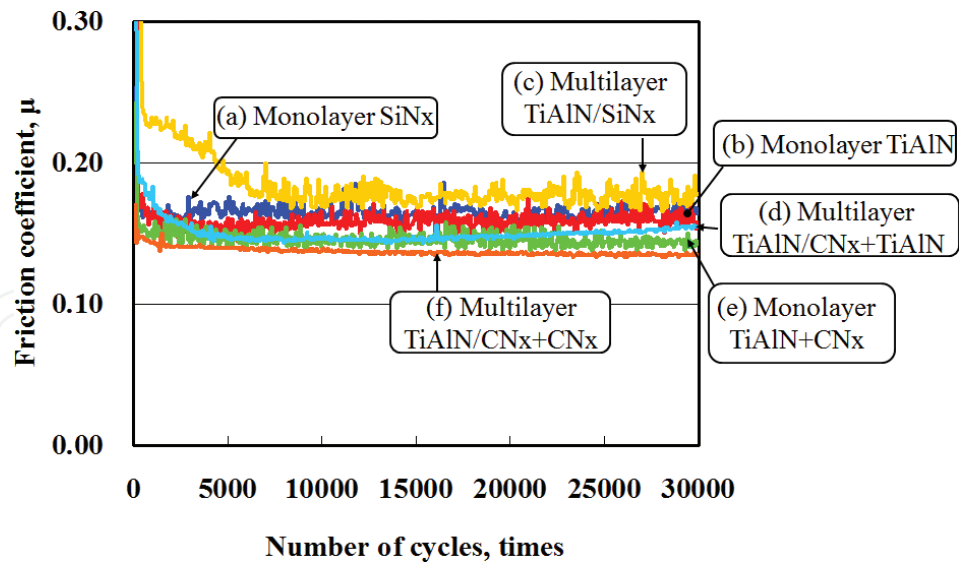 0.30
(c) Multilayer
TiAlN/SiNx
(a) Monolayer SiNx
(b) Monolayer TiAlN
0.20
(d) Multilayer
TiAlN/CNx+TiAlN
0.10
(f) Multilayer
TiAlN/CNx+CNx
(e) Monolayer
TiAlN+CNx
0.00
Friction coefficient, μ
0 5000 10000 15000 20000 25000 30000
Number of cycles, times